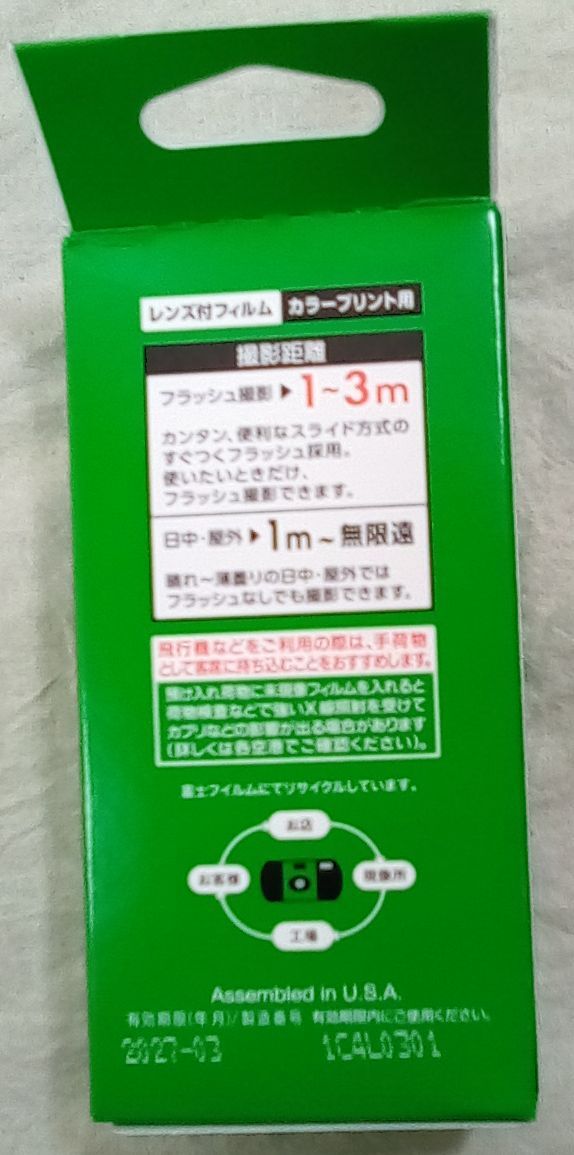 レンズ付フィルム カラープリント用
撮影距離
フラッシュ撮影▶1~3m
カンタン、便利なスライド方式の
すぐつくフラッシュ採用。
使いたいときだけ、
フラッシュ撮影できます。
日中・屋外▶1m~無限遠
晴れ~薄曇りの日中・屋外では
フラッシュなしでも撮影できます。
飛行機などをご利用の際は、手荷物
として客席に持ち込むことをおすすめします。
預け入れ荷物に未現像フィルムを入れると
荷物検査などで強いX線照射を受けて
カブリなどの影響が出る場合があります
(詳しくは各空港でご確認ください)。
富士フイルムにてリサイクルしています。
お店
お客様
現像所
工場
Assembled in U.S.A.
有効期限(年月)/製造番号 有効期限内にご使用ください。
2027-03 1CAL0301